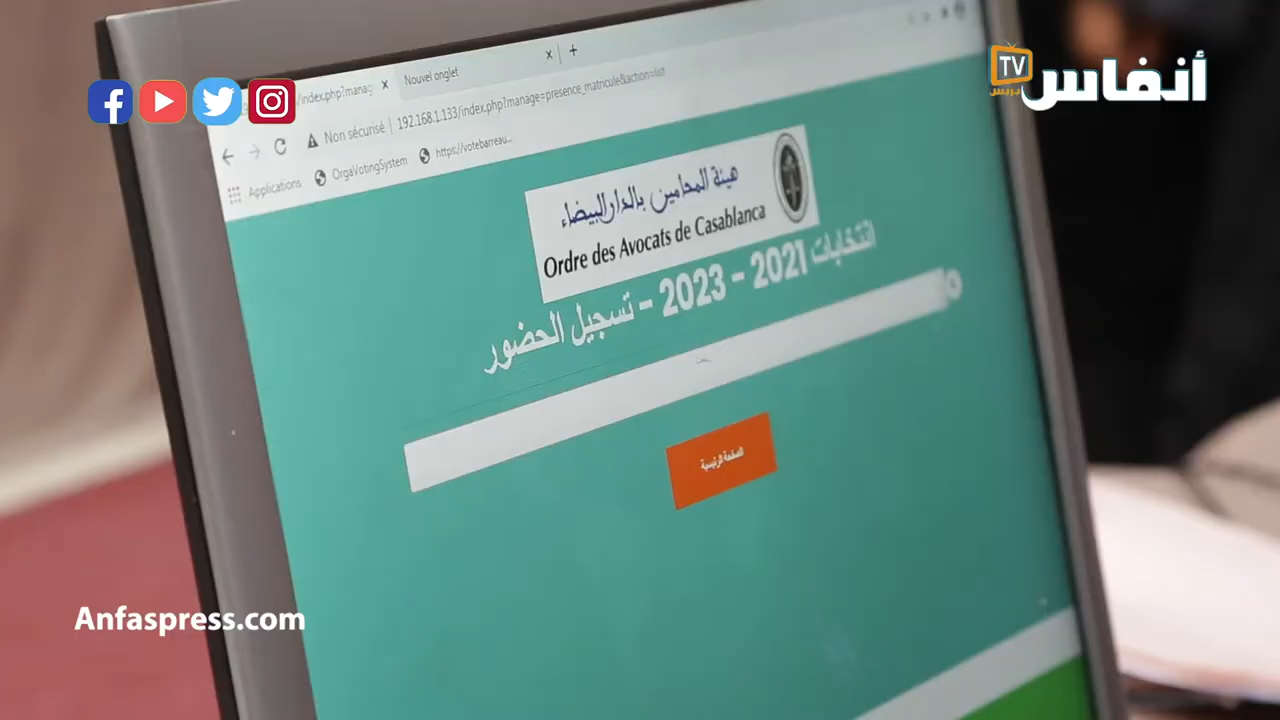 TV
أنفاس
بريس
/index.php?manag
Nouvel onglet
Non sécurisé | 192.168.1.133/index.php?manage=presence_matricule&action=list
Applications
OrgaVotingSystem
https://votebarreau...
هيئة المحامين بالدار البيضاء
Ordre des Avocats de Casablanca
انتخابات 2021 - 2023 - تسجيل الحضور
الصفحة الرئيسية
Anfaspress.com